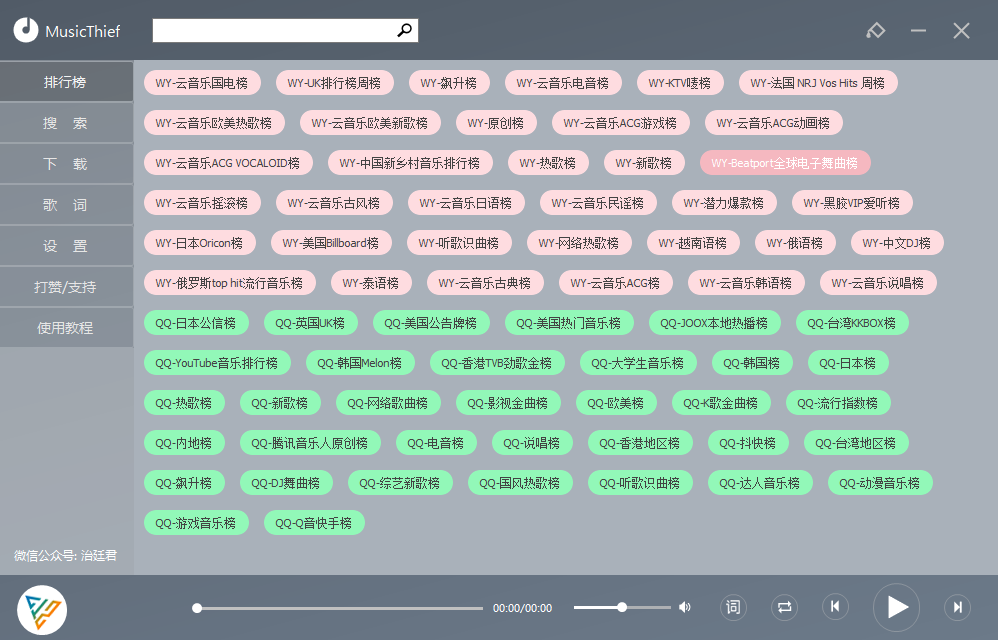 MusicThief
排行榜
搜 索
下 载
歌 词
设 置
打赞/支持
使用教程
微信公众号: 治廷君
WY-云音乐国电榜 WY-UK排行榜周榜 WY-飙升榜 WY-云音乐电音榜 WY-KTV唛榜 WY-法国 NRJ Vos Hits 周榜
WY-云音乐欧美热歌榜 WY-云音乐欧美新歌榜 WY-原创榜 WY-云音乐ACG游戏榜 WY-云音乐ACG动画榜
WY-云音乐ACG VOCALOID榜 WY-中国新乡村音乐排行榜 WY-热歌榜 WY-新歌榜 WY-Beatport全球电子舞曲榜
WY-云音乐摇滚榜 WY-云音乐古风榜 WY-云音乐日语榜 WY-云音乐民谣榜 WY-潜力爆款榜 WY-黑胶VIP爱听榜
WY-日本Oricon榜 WY-美国Billboard榜 WY-听歌识曲榜 WY-网络热歌榜 WY-越南语榜 WY-俄语榜 WY-中文DJ榜
WY-俄罗斯top hit流行音乐榜 WY-泰语榜 WY-云音乐古典榜 WY-云音乐ACG榜 WY-云音乐韩语榜 WY-云音乐说唱榜
QQ-日本公信榜 QQ-英国UK榜 QQ-美国公告牌榜 QQ-美国热门音乐榜 QQ-JOOX本地热播榜 QQ-台湾KKBOX榜
QQ-YouTube音乐排行榜 QQ-韩国Melon榜 QQ-香港TVB劲歌金榜 QQ-大学生音乐榜 QQ-韩国榜 QQ-日本榜
QQ-热歌榜 QQ-新歌榜 QQ-网络歌曲榜 QQ-影视金曲榜 QQ-欧美榜 QQ-K歌金曲榜 QQ-流行指数榜
QQ-内地榜 QQ-腾讯音乐人原创榜 QQ-电音榜 QQ-说唱榜 QQ-香港地区榜 QQ-抖快榜 QQ-台湾地区榜
QQ-飙升榜 QQ-DJ舞曲榜 QQ-综艺新歌榜 QQ-国风热歌榜 QQ-听歌识曲榜 QQ-达人音乐榜 QQ-动漫音乐榜
QQ-游戏音乐榜 QQ-Q音快手榜
00:00/00:00
词